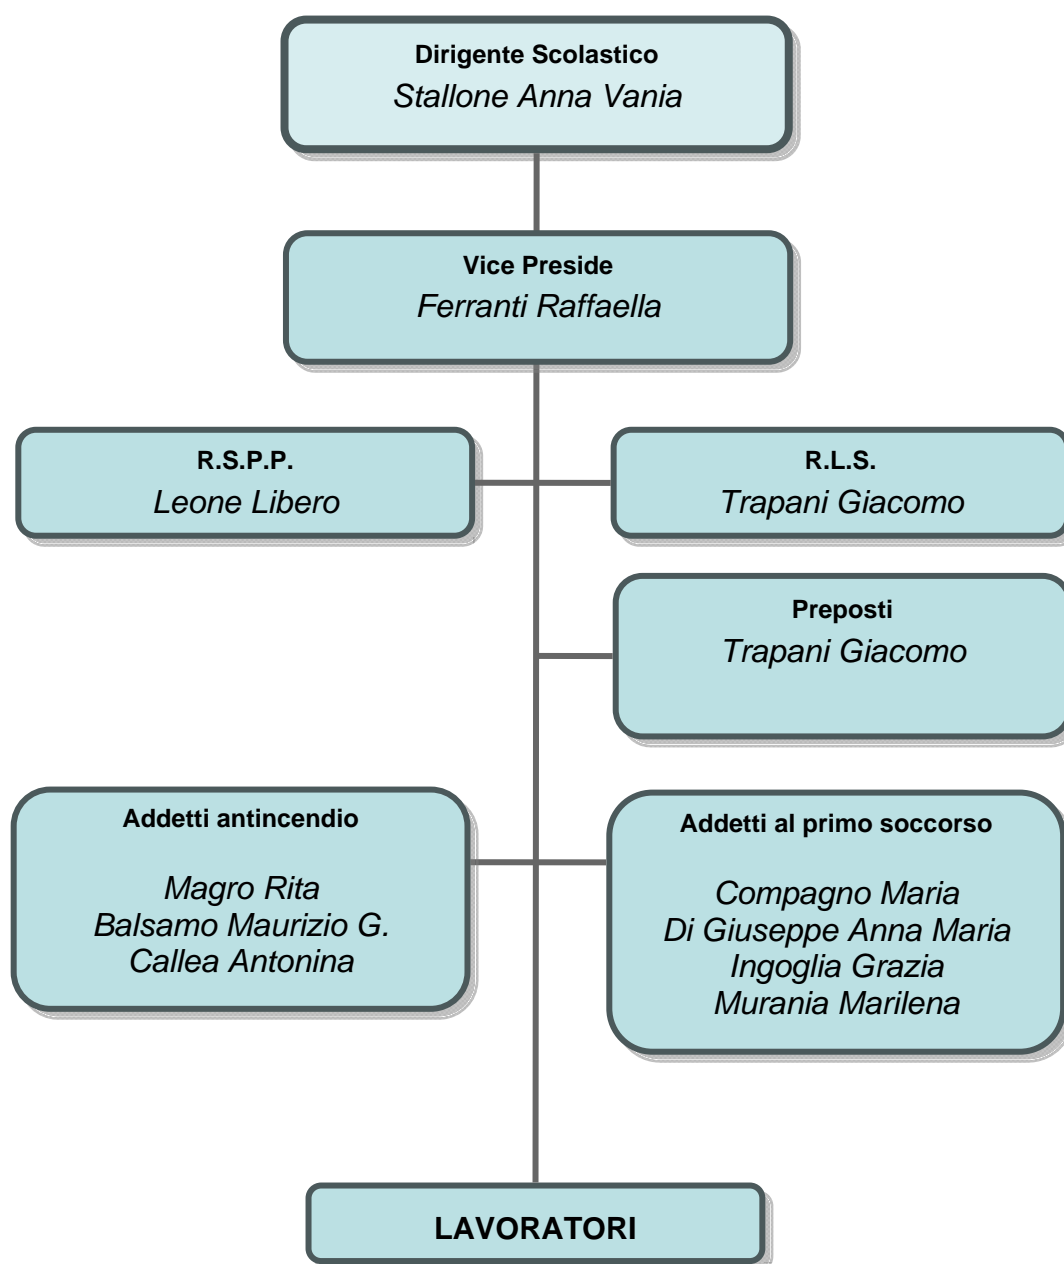 Dirigente Scolastico
Stallone Anna Vania
Vice Preside
Ferranti Raffaella
R.S.P.P.
Leone Libero
R.L.S.
Trapani Giacomo
Preposti
Trapani Giacomo
Addetti antincendio
Magro Rita
Balsamo Maurizio G.
Callea Antonina
Addetti al primo soccorso
Compagno Maria
Di Giuseppe Anna Maria
Ingoglia Grazia
Murania Marilena
LAVORATORI